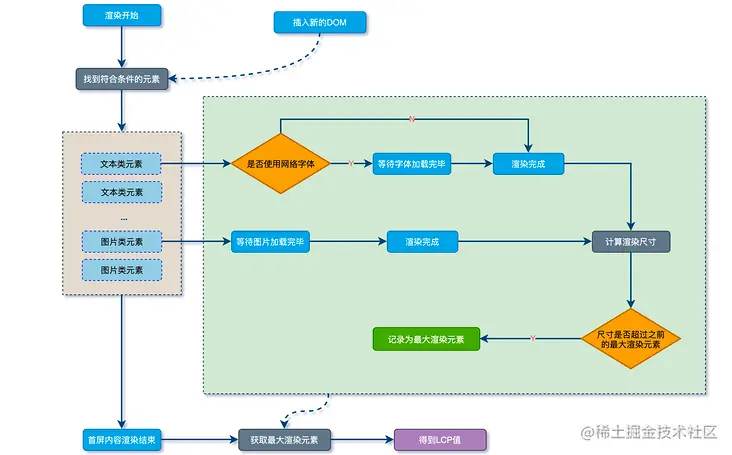 渲染开始
插入新的DOM
找到符合条件的元素
N
文本类元素
是否使用网络字体
Y
等待字体加载完毕
渲染完成
文本类元素
...
图片类元素
等待图片加载完毕
渲染完成
计算渲染尺寸
图片类元素
尺寸是否超过之前
的最大渲染元素
Y
记录为最大渲染元素
首屏内容渲染结束
获取最大渲染元素
得到LCP值
@稀土掘金技术社区